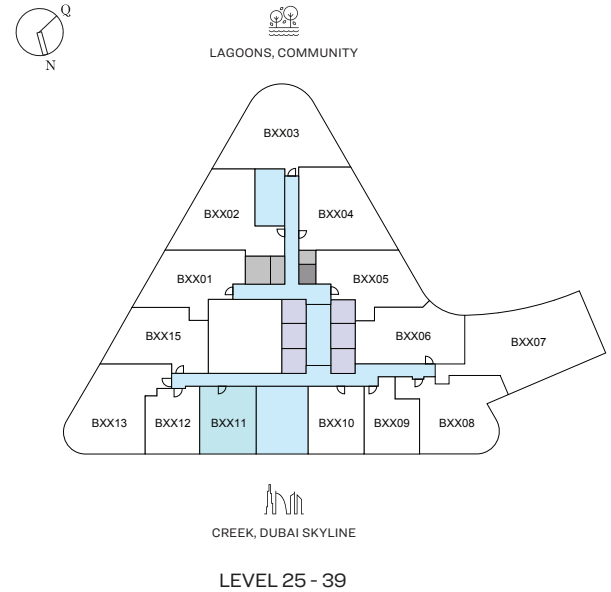 Q
N
LAGOONS, COMMUNITY
BXX03
BXX02 BXX04
BXX01 BXX05
BXX15 BXX06 BXX07
BXX13 BXX12 BXX11 BXX10 BXX09 BXX08
CREEK, DUBAI SKYLINE
LEVEL 25 - 39